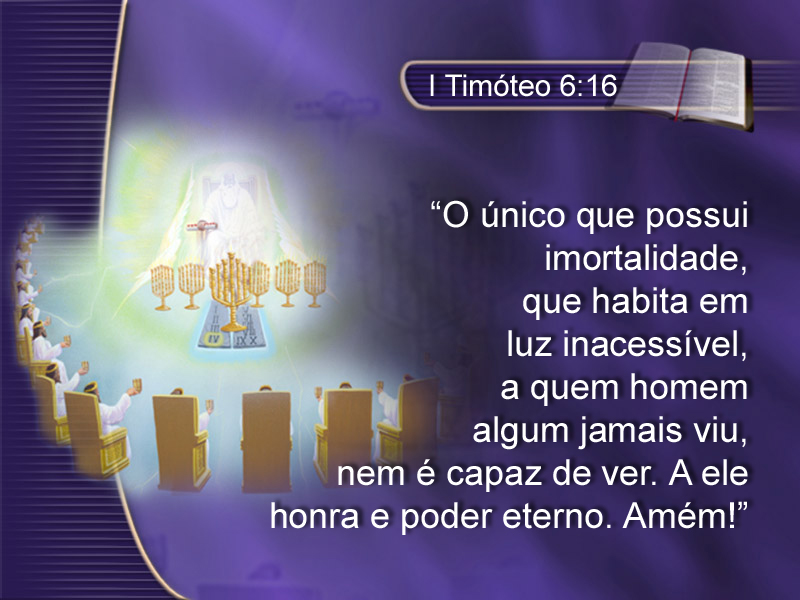 I Timóteo 6:16
“O único que possui
imortalidade,
que habita em
luz inacessível,
a quem homem
algum jamais viu,
nem é capaz de ver. A ele
honra e poder eterno. Amém!”